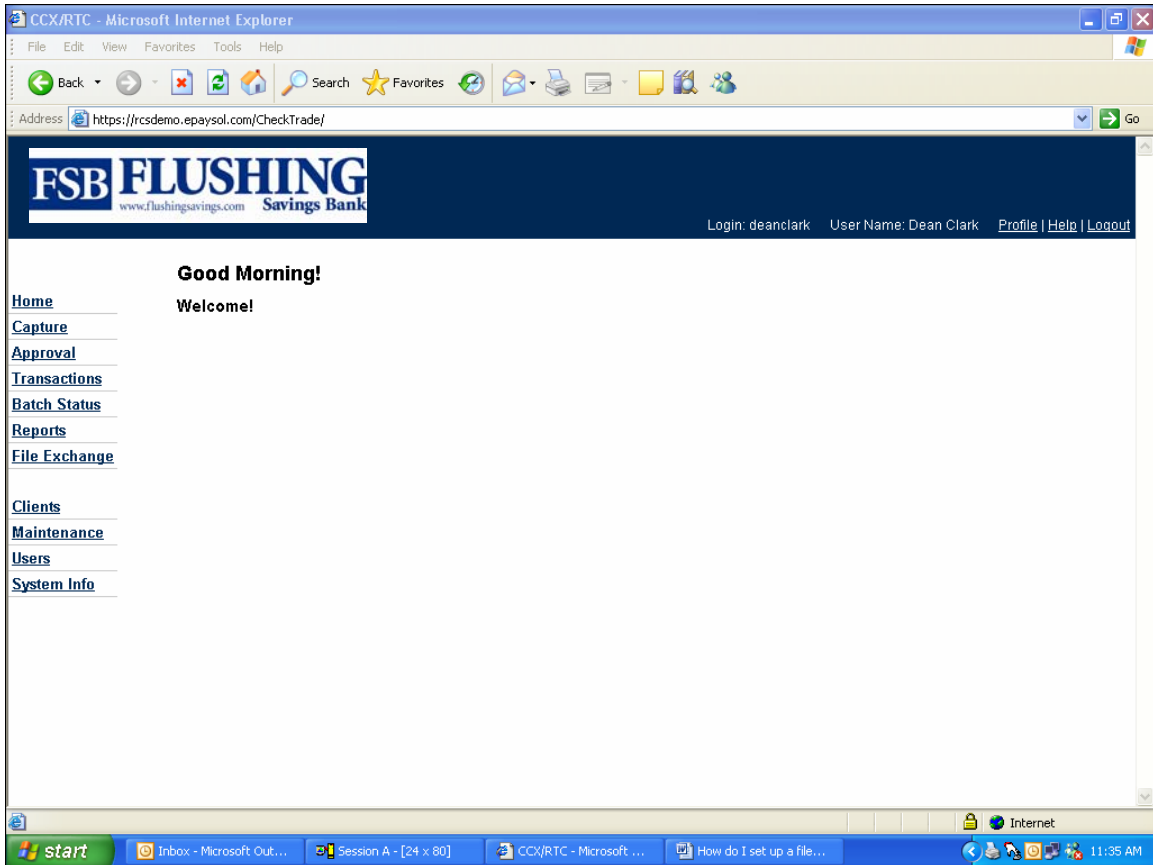 CCX/RTC - Microsoft Internet Explorer
File Edit View Favorites Tools Help
Back Search Favorites
Address https://rcsdemo.epaysol.com/CheckTrade/ Go
FSB FLUSHING
www.flushingsavings.com Savings Bank
Login: deanclark User Name: Dean Clark Profile | Help | Logout
Good Morning!
Welcome!
Home
Capture
Approval
Transactions
Batch Status
Reports
File Exchange
Clients
Maintenance
Users
System Info
Internet
start Inbox - Microsoft Out... Session A - [24 x 80] CCX/RTC - Microsoft ... How do I set up a file... 11:35 AM